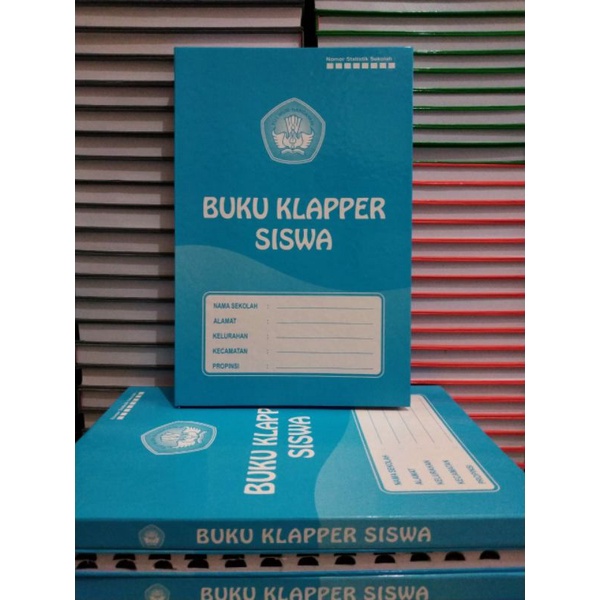 Nomor Statistik Sekolah
BUKU KLAPPER
SISWA
NAMA SEKOLAH :
ALAMAT :
KELURAHAN :
KECAMATAN :
PROPINSI :
BUKU KLAPPER
SISWA
NAMA SEKOLAH
ALAMAT
KELURAHAN
KECAMATAN
PROPINSI
BUKU KLAPPER SISWA
BUKU KLAPPER SISWA